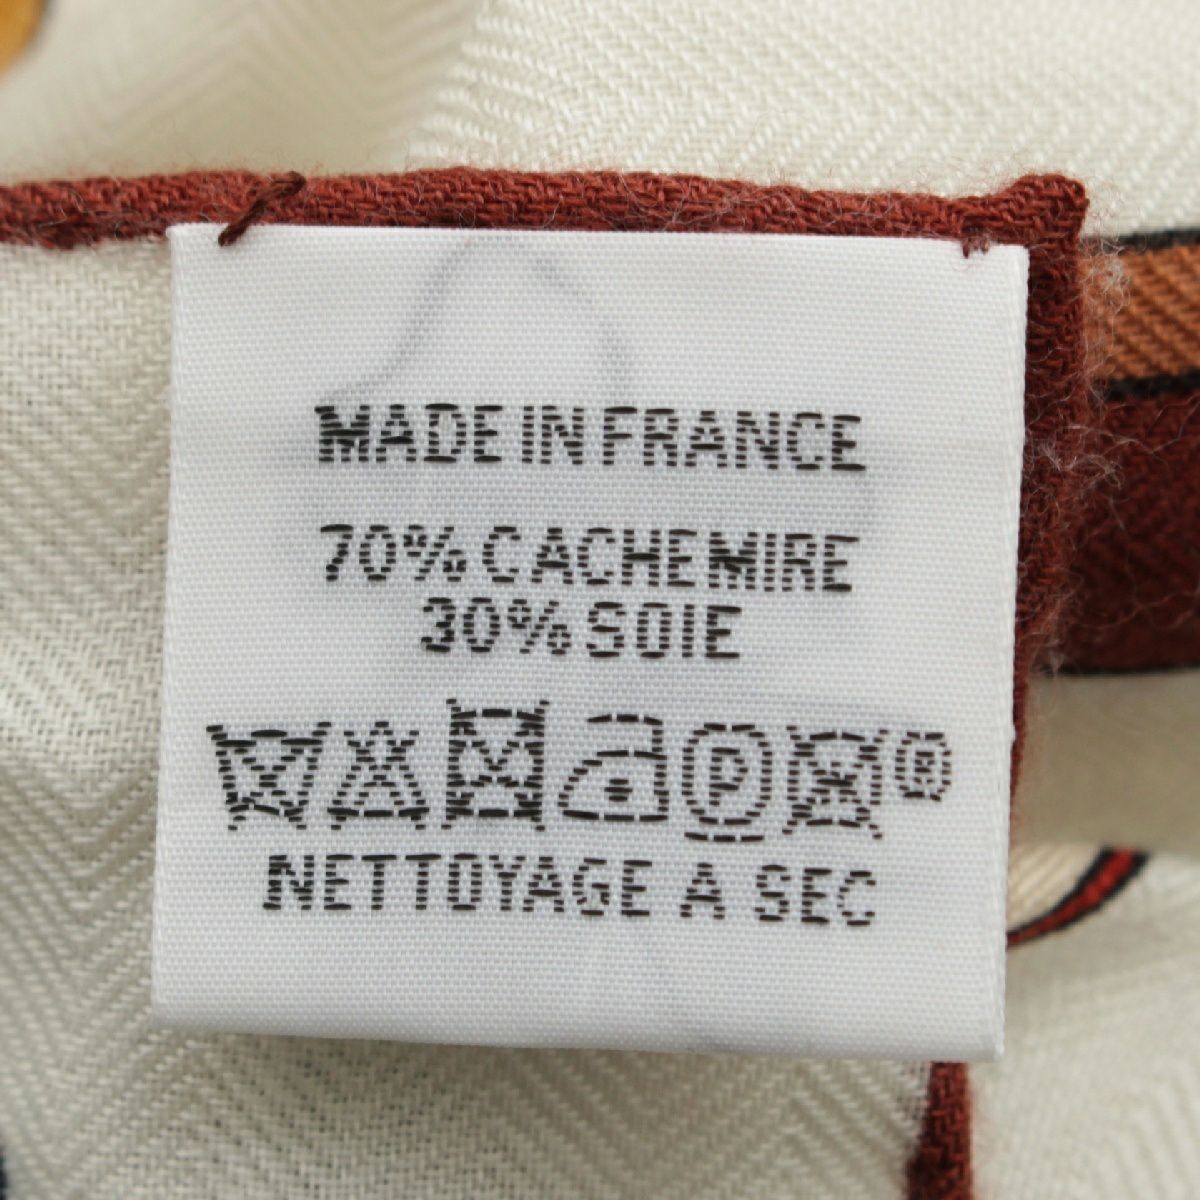 MADE IN FRANCE
70% CACHEMIRE
30% SOIE
P ®
NETTOYAGE A SEC